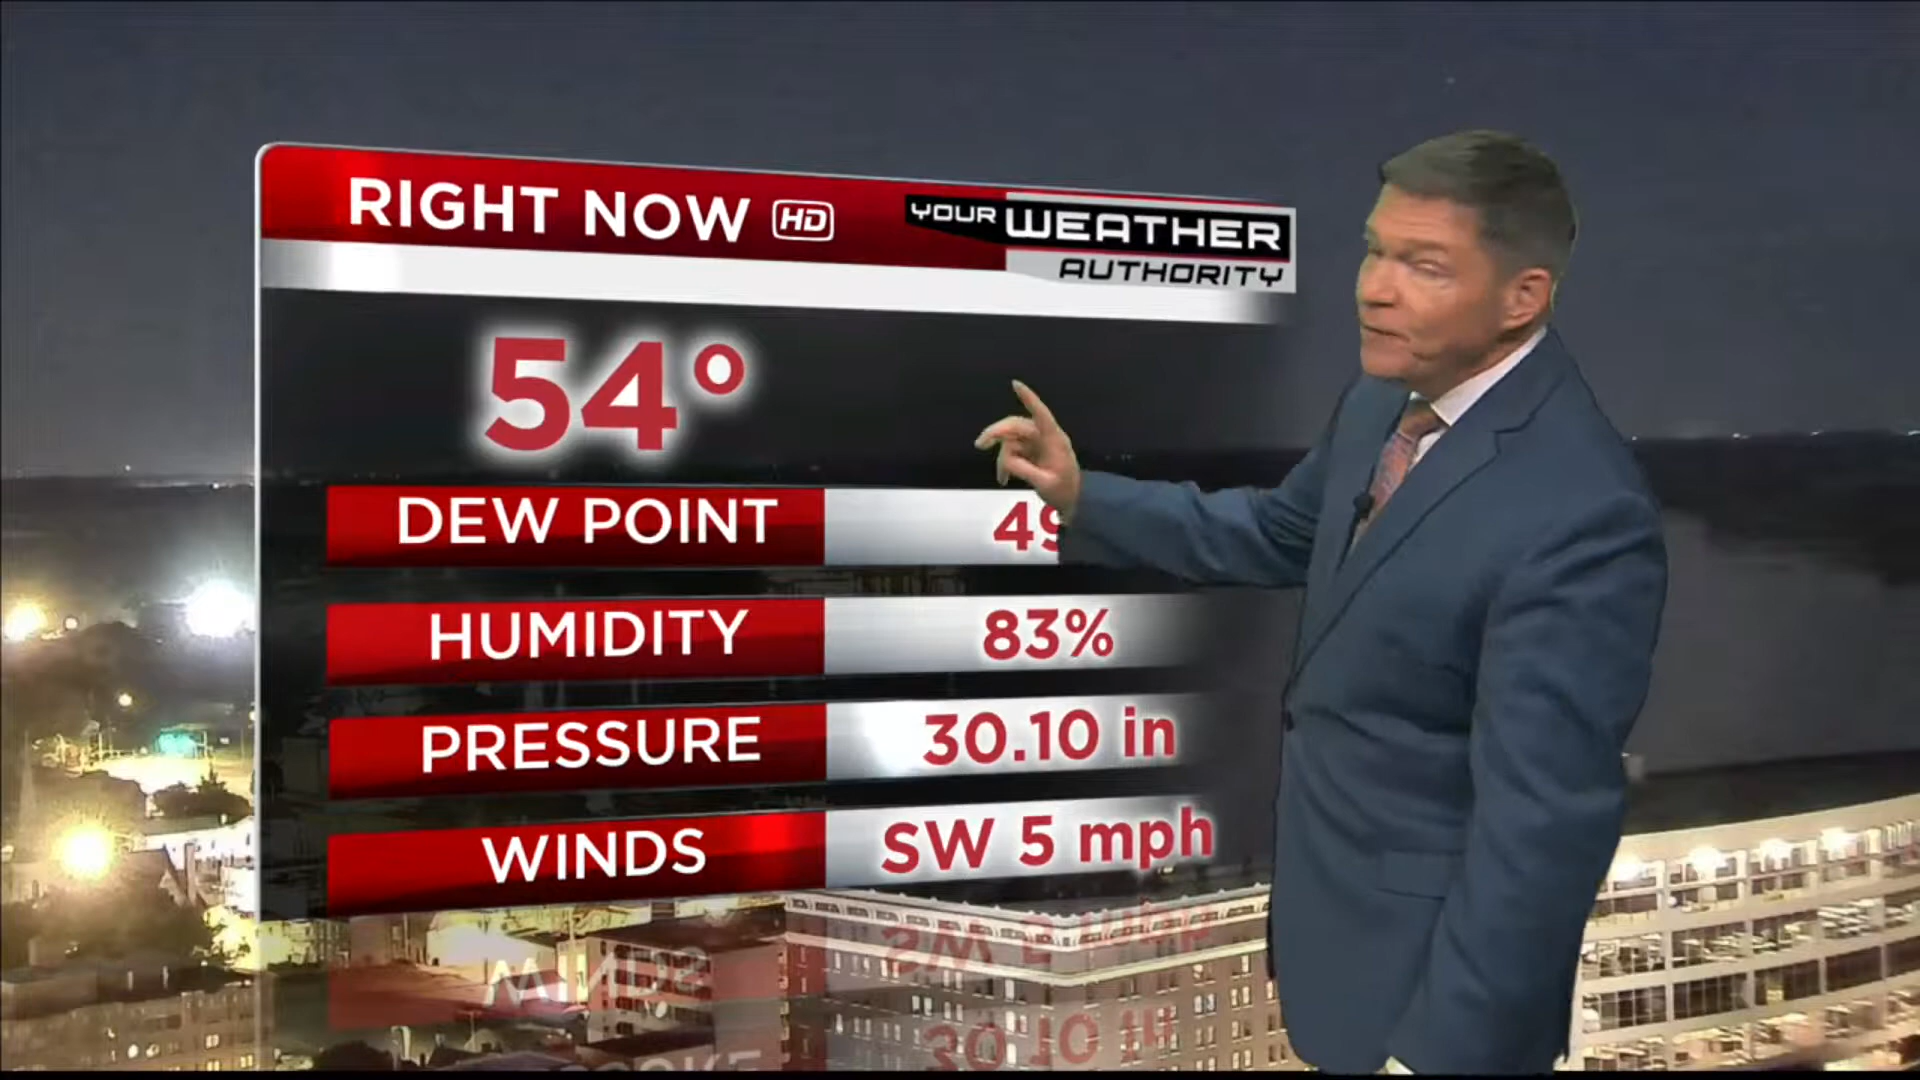 RIGHT NOW HD
YOUR WEATHER
AUTHORITY
54°
DEW POINT 49
HUMIDITY 83%
PRESSURE 30.10 in
WINDS SW 5 mph